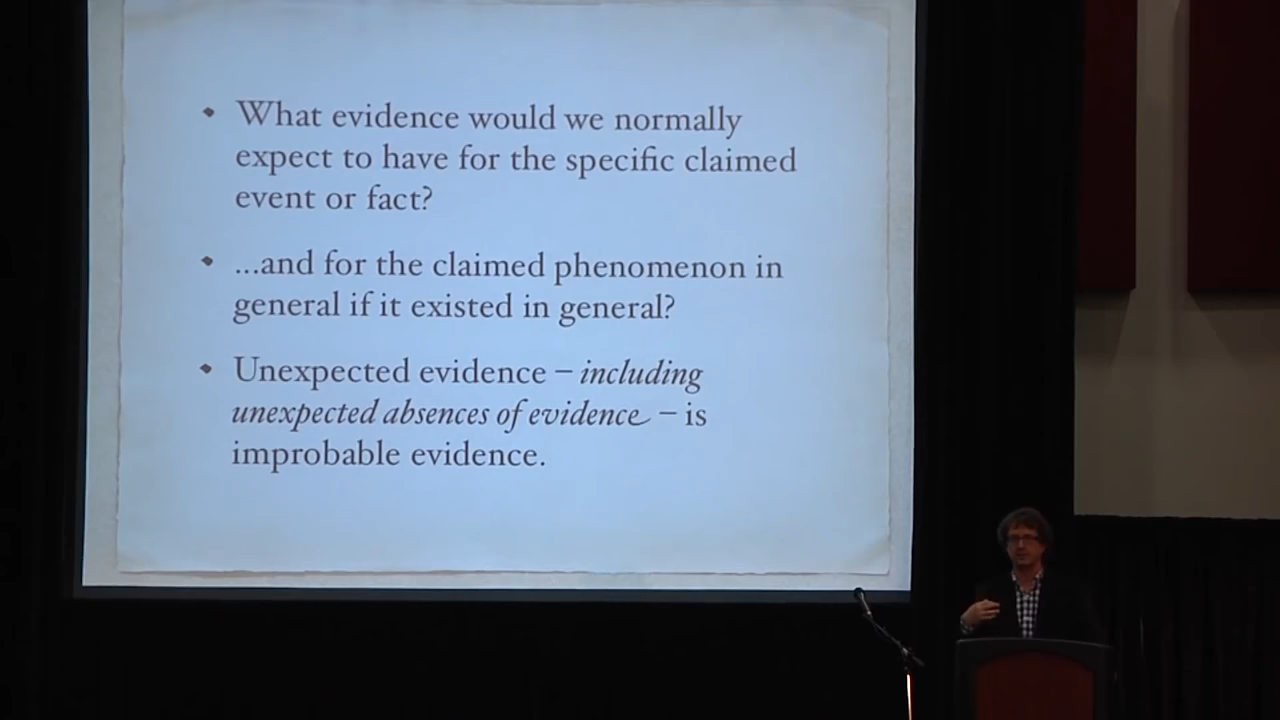 • What evidence would we normally
expect to have for the specific claimed
event or fact?
• ...and for the claimed phenomenon in
general if it existed in general?
• Unexpected evidence – including
unexpected absences of evidence – is
improbable evidence.